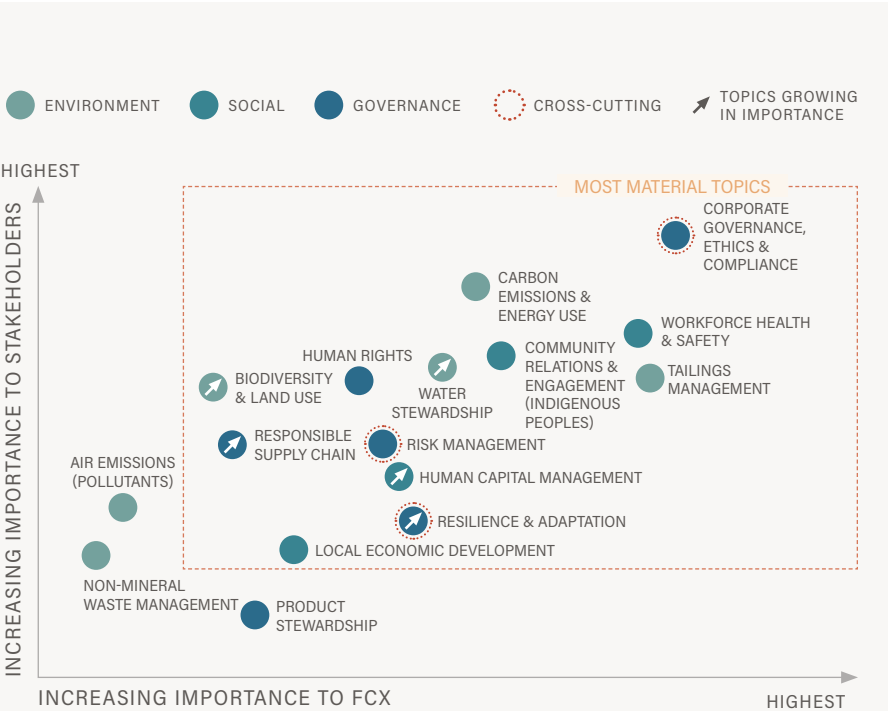 ENVIRONMENT
SOCIAL
GOVERNANCE
CROSS-CUTTING
TOPICS GROWING
IN IMPORTANCE
HIGHEST
INCREASING IMPORTANCE TO STAKEHOLDERS
MOST MATERIAL TOPICS
CORPORATE
GOVERNANCE,
ETHICS &
COMPLIANCE
CARBON
EMISSIONS &
ENERGY USE
WORKFORCE HEALTH
& SAFETY
HUMAN RIGHTS
COMMUNITY
RELATIONS &
ENGAGEMENT
(INDIGENOUS
PEOPLES)
TAILINGS
MANAGEMENT
BIODIVERSITY
& LAND USE
WATER
STEWARDSHIP
RESPONSIBLE
SUPPLY CHAIN
RISK MANAGEMENT
AIR EMISSIONS
(POLLUTANTS)
HUMAN CAPITAL MANAGEMENT
RESILIENCE & ADAPTATION
LOCAL ECONOMIC DEVELOPMENT
NON-MINERAL
WASTE MANAGEMENT
PRODUCT
STEWARDSHIP
INCREASING IMPORTANCE TO FCX
HIGHEST